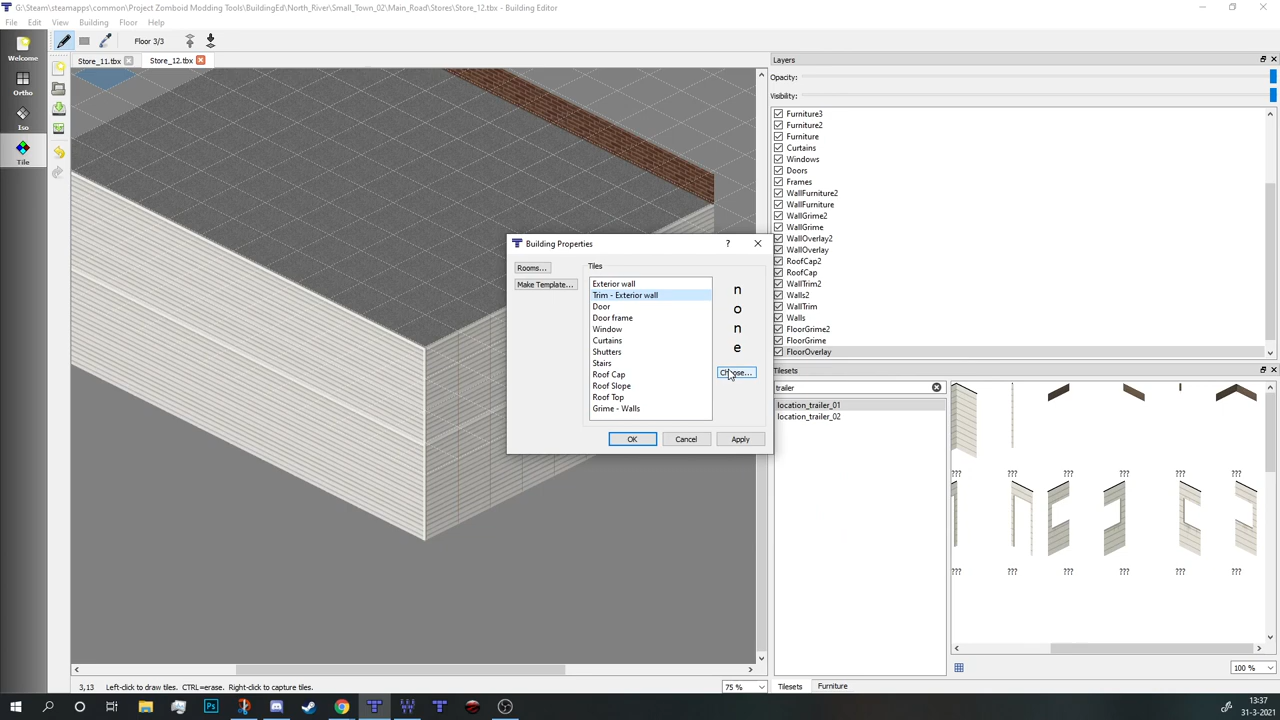 G:\Steam\steamapps\common\Project Zomboid Modding Tools\BuildingEd\North_River\Small_Town_02\Main_Road\Stores\Store_12.tbx - Building Editor
File Edit View Building Floor Help
Welcome
Ortho
Iso
Tile
Floor 3/3
Store_11.tbx
Store_12.tbx
Building Properties
?
Rooms...
Make Template...
Tiles
Exterior wall
Trim - Exterior wall
Door
Door frame
Window
Curtains
Shutters
Stairs
Roof Cap
Roof Slope
Roof Top
Grime - Walls
n
o
n
e
Choose...
OK
Cancel
Apply
Layers
Opacity:
Visibility:
Furniture3
Furniture2
Furniture
Curtains
Windows
Doors
Frames
WallFurniture2
WallFurniture
WallGrime2
WallGrime
WallOverlay2
WallOverlay
RoofCap2
RoofCap
WallTrim2
Walls2
WallTrim
Walls
FloorGrime2
FloorGrime
FloorOverlay
Tilesets
trailer
location_trailer_01
location_trailer_02
??? ??? ??? ??? ??? ???
??? ??? ??? ??? ??? ???
100 %
Tilesets Furniture
3,13 Left-click to draw tiles. CTRL=erase. Right-click to capture tiles.
75 %
Ps
13:37
31-3-2021